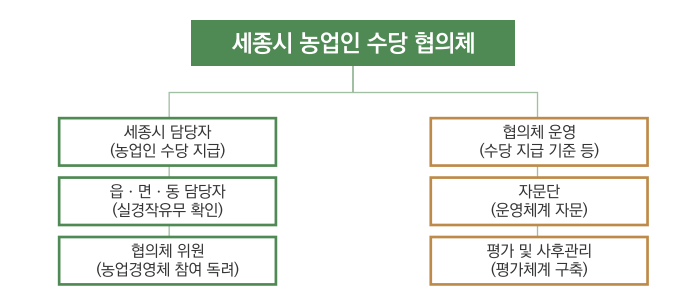 세종시 농업인 수당 협의체
세종시 담당자
(농업인 수당 지급)
읍 · 면 · 동 담당자
(실경작유무 확인)
협의체 위원
(농업경영체 참여 독려)
협의체 운영
(수당 지급 기준 등)
자문단
(운영체계 자문)
평가 및 사후관리
(평가체계 구축)